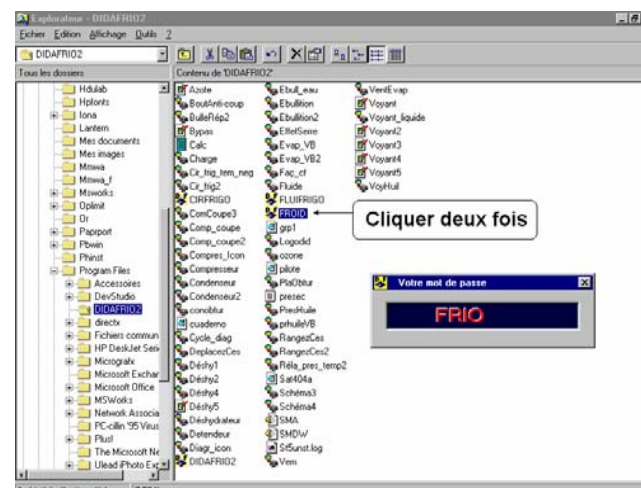 Explorateur - DIDAFRIO2
Fichier Edition Affichage Outils ?
DIDAFRIO2
Tous les dossiers
Contenu de 'DIDAFRIO2'
Hdulab
Hplonts
Iona
Lantern
Mes documents
Mes images
Mmwa
Mmwa_f
Msworks
Oplimit
Or
Paprport
Pbwin
Phinst
Program Files
Accessoires
DevStudio
DIDAFRIO2
directx
Fichiers commun
HP DeskJet Seri
Micrografx
Microsoft Exchar
Microsoft Office
MSWorks
Network Associa
PC-cillin '95 Virus
Plus!
The Microsoft Ne
Ulead iPhoto Exp
Azote
BoutAnti-coup
BulleRép2
Bypas
Calc
Charge
Cir_frig_tem_neg
Cir_frig2
CIRFRIGO
ComCoupe3
Comp_coupe
Comp_coupe2
Compres_Icon
Compresseur
Condenseur
Condenseur2
conobtur
cuaderno
Cycle_diag
DeplacezCes
Déshy1
Déshy2
Déshy4
Déshy5
Déshydrateur
Detendeur
Diagr_icon
DIDAFRIO2
Ebull_eau
Ebullition
Ebullition2
EffetSerre
Evap_VB
Evap_VB2
Faç_cf
Fluide
FLUIFRIGO
FROID
grp1
Logodid
ozone
pilote
PlaObtur
presec
PresHuile
prhuileVB
RangezCes
RangezCes2
Réla_pres_temp2
Sat404a
Schéma3
Schéma4
SMA
SMDW
St5unst.log
Vem
VentEvap
Voyant
Voyant_liquide
Voyant2
Voyant3
Voyant4
Voyant5
VoyHuil
Cliquer deux fois
Votre mot de passe
FRIO